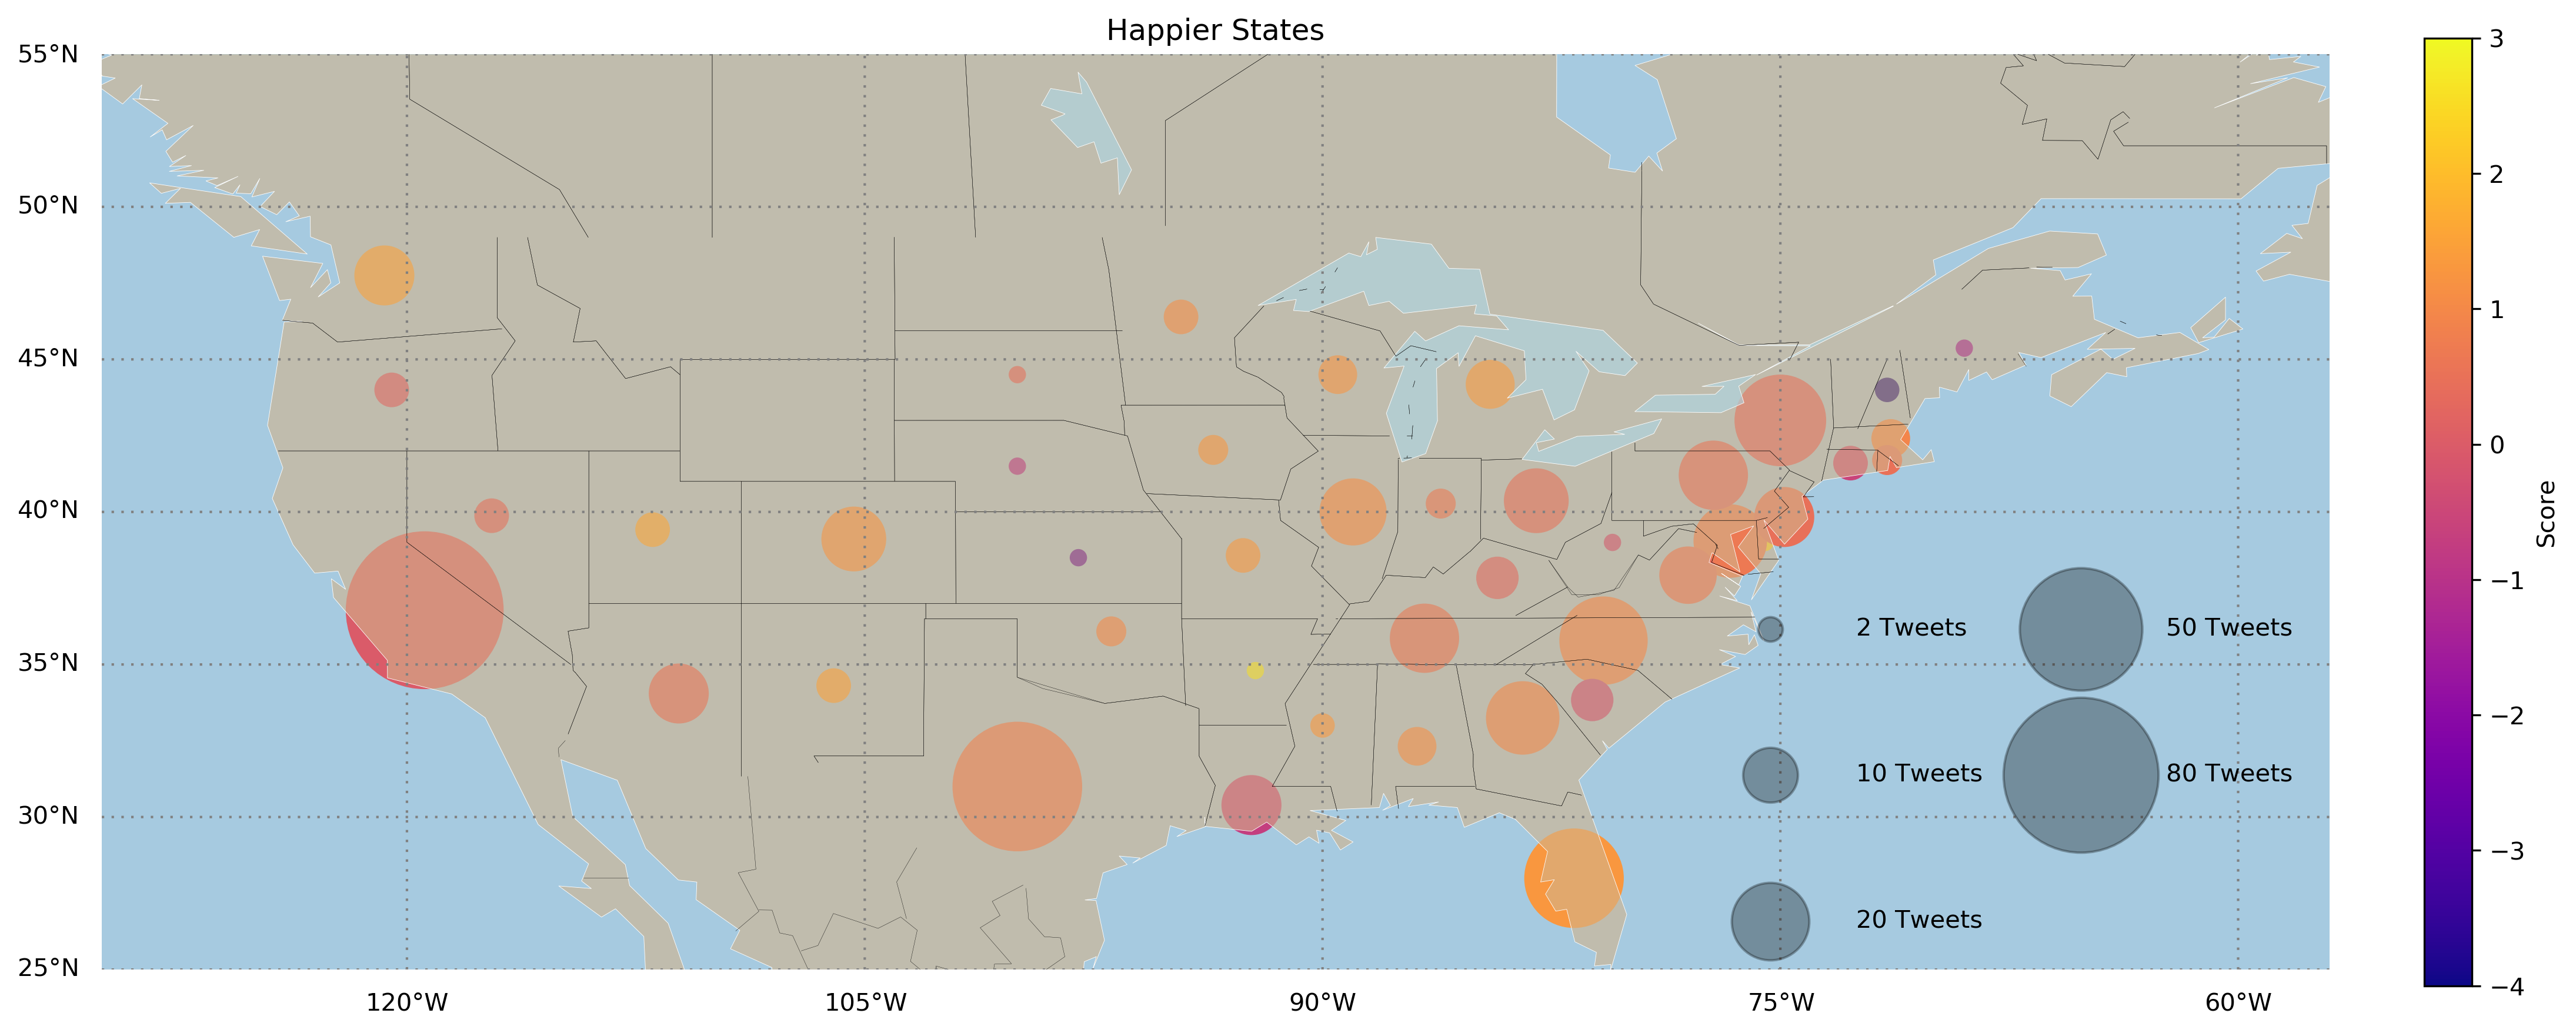 Happier States
55°N
50°N
45°N
40°N
35°N
30°N
25°N
120°W
105°W
90°W
75°W
60°W
2 Tweets
50 Tweets
10 Tweets
80 Tweets
20 Tweets
3
2
1
0
−1
−2
−3
−4
Score